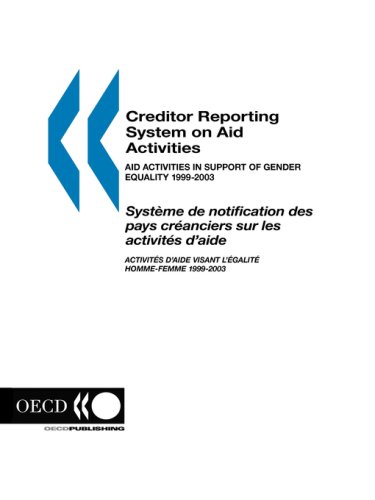 Creditor Reporting
System on Aid
Activities
AID ACTIVITIES IN SUPPORT OF GENDER
EQUALITY 1999-2003
Système de notification des
pays créanciers sur les
activités d'aide
ACTIVITÉS D'AIDE VISANT L'ÉGALITÉ
HOMME-FEMME 1999-2003
OECD
OECDPUBLISHING